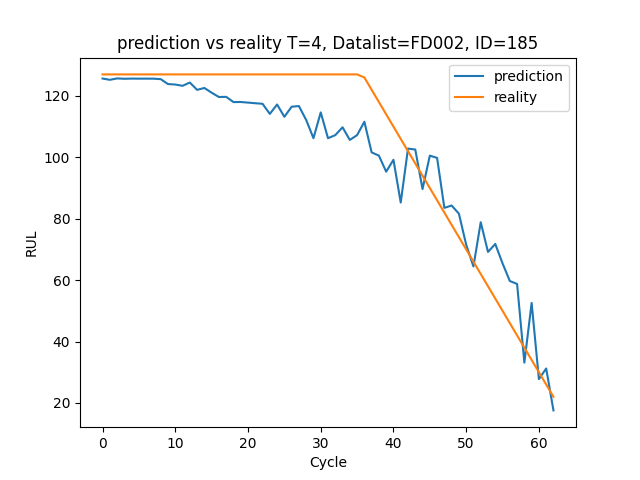 prediction vs reality T=4, Datalist=FD002, ID=185
prediction
reality
RUL
120
100
80
60
40
20
0 10 20 30 40 50 60
Cycle